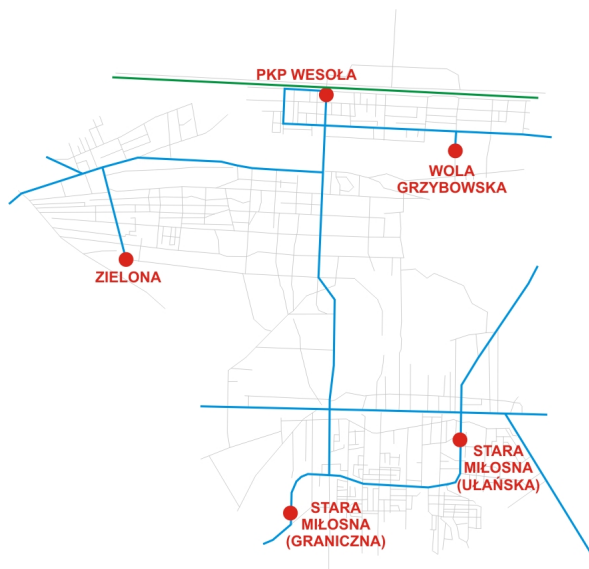 PKP WESOŁA
WOLA
GRZYBOWSKA
ZIELONA
STARA
MIŁOSNA
(UŁAŃSKA)
STARA
MIŁOSNA
(GRANICZNA)